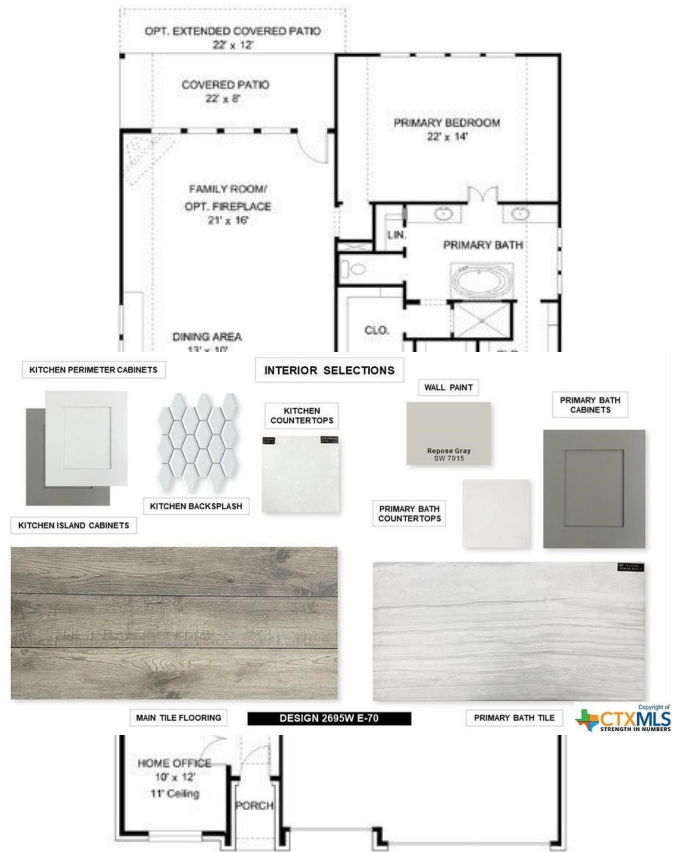 OPT. EXTENDED COVERED PATIO
22' x 12'
COVERED PATIO
22' x 8'
PRIMARY BEDROOM
22' x 14'
FAMILY ROOM/
OPT. FIREPLACE
21' x 16'
LIN.
PRIMARY BATH
CLO.
DINING AREA
13' x 10'
CLO.
KITCHEN PERIMETER CABINETS
INTERIOR SELECTIONS
WALL PAINT
PRIMARY BATH
CABINETS
KITCHEN
COUNTERTOPS
Repose Gray
SW 7015
KITCHEN BACKSPLASH
PRIMARY BATH
COUNTERTOPS
KITCHEN ISLAND CABINETS
MAIN TILE FLOORING
DESIGN 2695W E-70
PRIMARY BATH TILE
Copyright of
CTXMLS
STRENGTH IN NUMBERS
HOME OFFICE
10' x 12'
11' Ceiling
PORCH